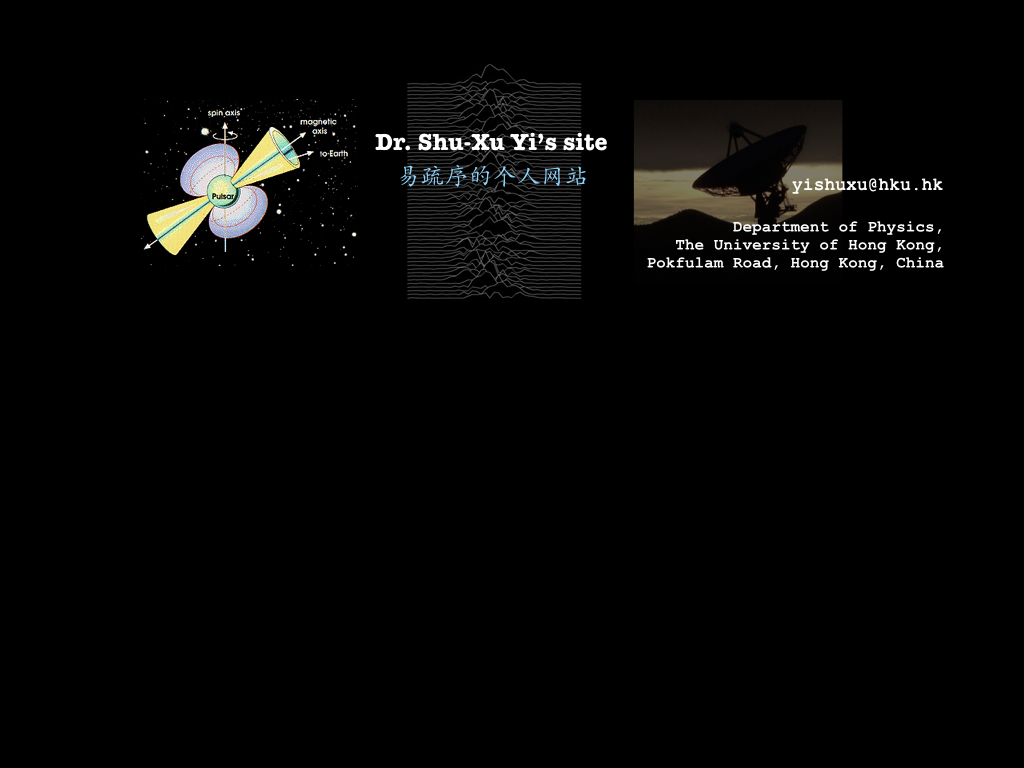 spin axis
magnetic
axis
to Earth
Pulsar
Dr. Shu-Xu Yi's site
易疏序的个人网站
yishuxu@hku.hk
Department of Physics,
The University of Hong Kong,
Pokfulam Road, Hong Kong, China